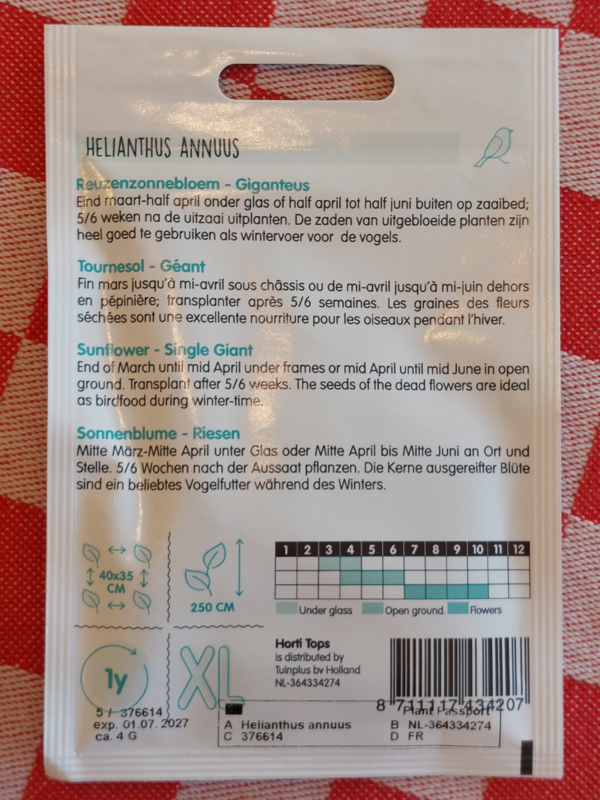 HELIANTHUS ANNUUS
Reuzenzonnebloem - Giganteus
Eind maart-half april onder glas of half april tot half juni buiten op zaaibed;
5/6 weken na de uitzaai uitplanten. De zaden van uitgebloeide planten zijn
heel goed te gebruiken als wintervoer voor de vogels.
Tournesol - Géant
Fin mars jusqu'à mi-avril sous châssis ou de mi-avril jusqu'à mi-juin dehors
en pépinière; transplanter après 5/6 semaines. Les graines des fleurs
séchées sont une excellente nourriture pour les oiseaux pendant l'hiver.
Sunflower - Single Giant
End of March until mid April under frames or mid April until mid June in open
ground. Transplant after 5/6 weeks. The seeds of the dead flowers are ideal
as birdfood during winter-time.
Sonnenblume - Riesen
Mitte März-Mitte April unter Glas oder Mitte April bis Mitte Juni an Ort und
Stelle. 5/6 Wochen nach der Aussaat pflanzen. Die Kerne ausgereifter Blüte
sind ein beliebtes Vogelfutter während des Winters.
40x35
CM
250 CM
1 2 3 4 5 6 7 8 9 10 11 12
Under glass Open ground Flowers
1y
XL
Horti Tops
is distributed by
Tuinplus bv Holland
NL-364334274
8 711117 434207
Plant Passport
5 / 376614
exp. 01.07.2027
ca. 4 G
A Helianthus annuus B NL-364334274
C 376614 D FR